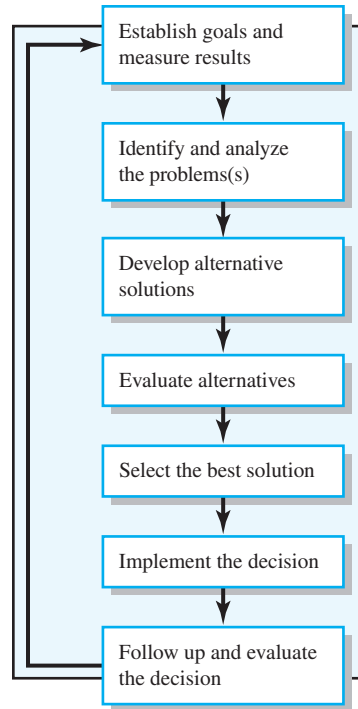 Establish goals and
measure results
Identify and analyze
the problems(s)
Develop alternative
solutions
Evaluate alternatives
Select the best solution
Implement the decision
Follow up and evaluate
the decision